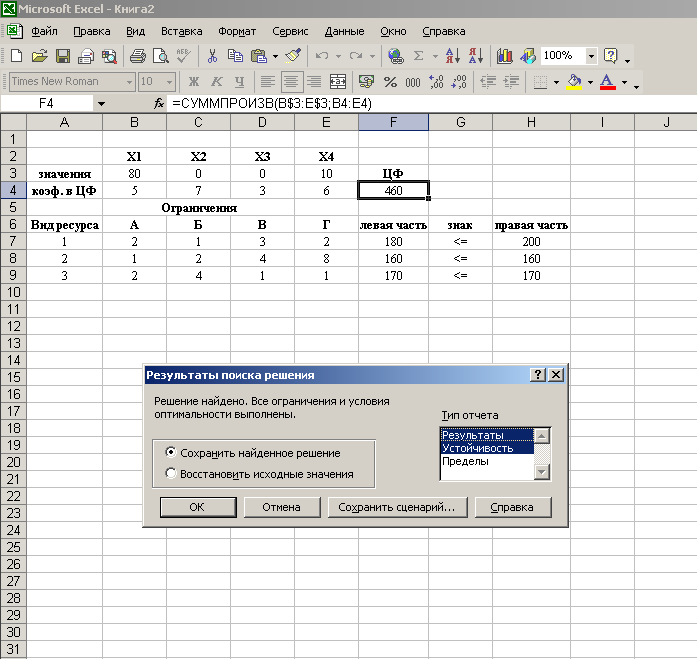 Microsoft Excel - Книга2
Файл Правка Вид Вставка Формат Сервис Данные Окно Справка
100%
Times New Roman 10 Ж К Ч
F4 fx =СУММПРОИЗВ(B$3:E$3;B4:E4)
A B C D E F G H I J
1
2 X1 X2 X3 X4
3 значения 80 0 0 10 ЦФ
4 коэф. в ЦФ 5 7 3 6 460
5 Ограничения
6 Вид ресурса А Б В Г левая часть знак правая часть
7 1 2 1 3 2 180 <= 200
8 2 1 2 4 8 160 <= 160
9 3 2 4 1 1 170 <= 170
10
11
12
13
14
15 Результаты поиска решения
16
17 Решение найдено. Все ограничения и условия
оптимальности выполнены.
Тип отчета
18
19 Результаты
Сохранить найденное решение
Устойчивость
20 Пределы
Восстановить исходные значения
21
22
23 ОК Отмена Сохранить сценарий... Справка
24
25
26
27
28
29
30
31